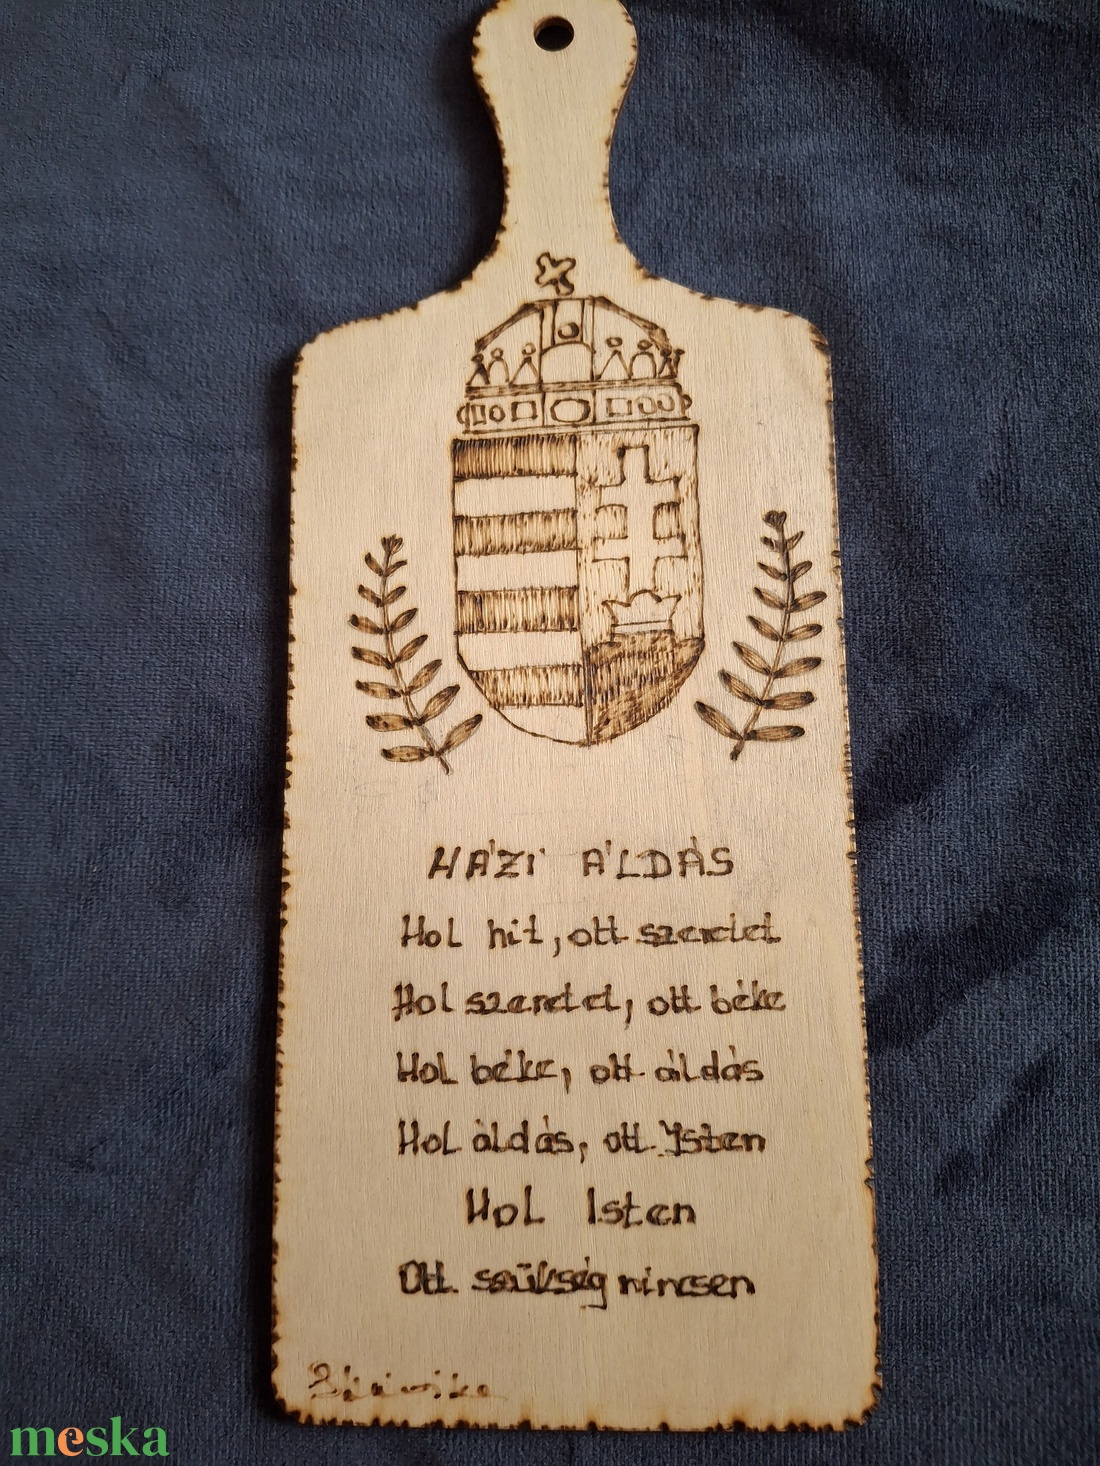 HÁZI ÁLDÁS
Hol hit, ott szeretet
Hol szeretet, ott béke
Hol béke, ott áldás
Hol áldás, ott Isten
Hol Isten
Ott szükség nincsen
meska